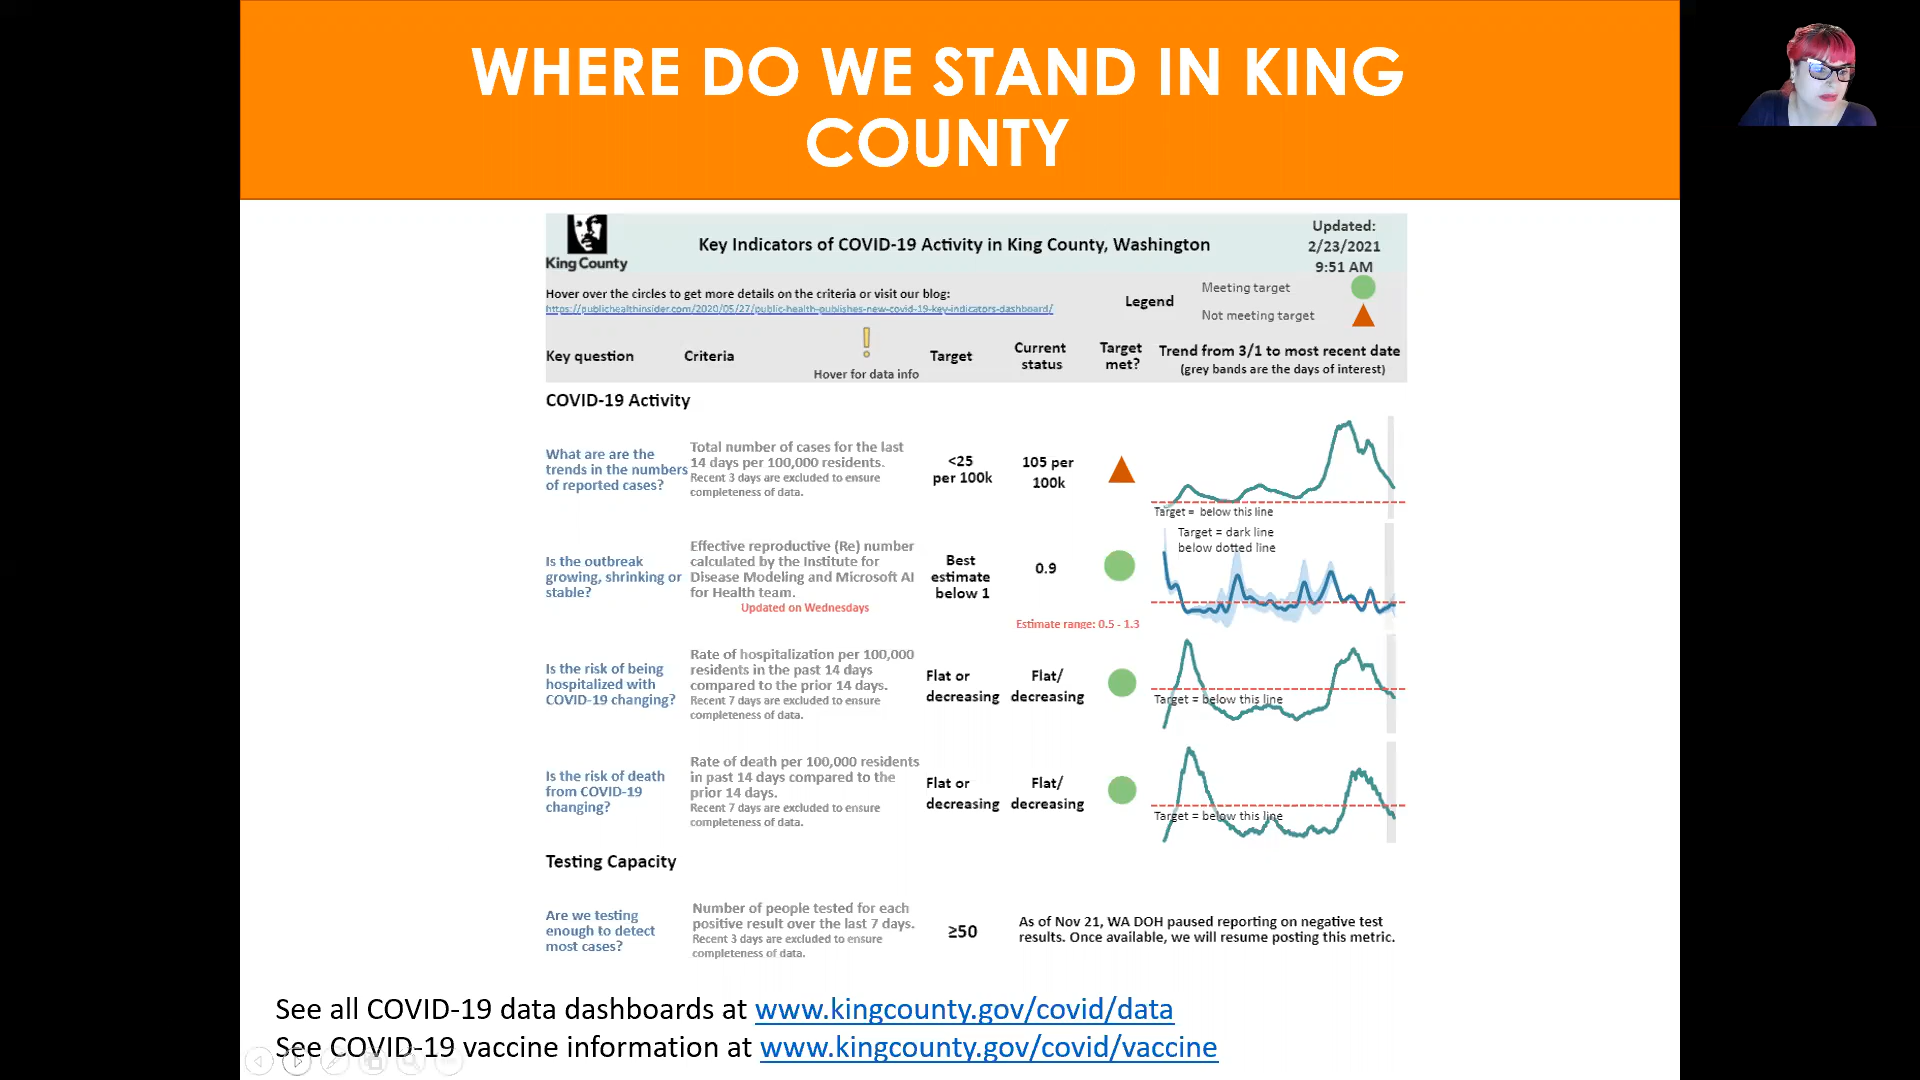 WHERE DO WE STAND IN KING
COUNTY
King County
Key Indicators of COVID-19 Activity in King County, Washington
Updated:
2/23/2021
9:51 AM
Hover over the circles to get more details on the criteria or visit our blog:
https://publichealthinsider.com/2020/05/27/public-health-publishes-new-covid-19-key-indicators-dashboard/
Legend
Meeting target
Not meeting target
Key question
Criteria
!
Hover for data info
Target
Current
status
Target
met?
Trend from 3/1 to most recent date
(grey bands are the days of interest)
COVID-19 Activity
What are are the
trends in the numbers
of reported cases?
Total number of cases for the last
14 days per 100,000 residents.
Recent 3 days are excluded to ensure
completeness of data.
<25
per 100k
105 per
100k
Target = below this line
Is the outbreak
growing, shrinking or
stable?
Effective reproductive (Re) number
calculated by the Institute for
Disease Modeling and Microsoft AI
for Health team.
Updated on Wednesdays
Best
estimate
below 1
0.9
Estimate range: 0.5 - 1.3
Target = dark line
below dotted line
Is the risk of being
hospitalized with
COVID-19 changing?
Rate of hospitalization per 100,000
residents in the past 14 days
compared to the prior 14 days.
Recent 7 days are excluded to ensure
completeness of data.
Flat or
decreasing
Flat/
decreasing
Target = below this line
Is the risk of death
from COVID-19
changing?
Rate of death per 100,000 residents
in past 14 days compared to the
prior 14 days.
Recent 7 days are excluded to ensure
completeness of data.
Flat or
decreasing
Flat/
decreasing
Target = below this line
Testing Capacity
Are we testing
enough to detect
most cases?
Number of people tested for each
positive result over the last 7 days.
Recent 3 days are excluded to ensure
completeness of data.
≥50
As of Nov 21, WA DOH paused reporting on negative test
results. Once available, we will resume posting this metric.
See all COVID-19 data dashboards at www.kingcounty.gov/covid/data
See COVID-19 vaccine information at www.kingcounty.gov/covid/vaccine